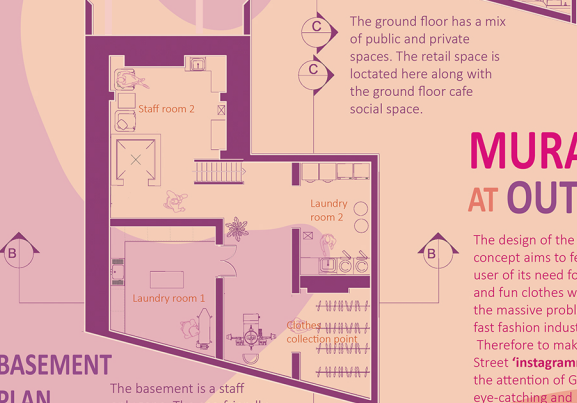 The ground floor has a mix
of public and private
spaces. The retail space is
loctated here along with
the ground floor cafe
social space.
C
C
Staff room 2
MURA
AT OUT
Laundry
room 2
B
B
The design of the
concept aims to fe
user of its need fo
and fun clothes w
the massive probl
fast fashion indust
Therefore to mak
Street ‘instagramm
the attention of G
eye-catching and
Laundry room 1
Clothes
collection point
BASEMENT
PLAN
The basement is a staff